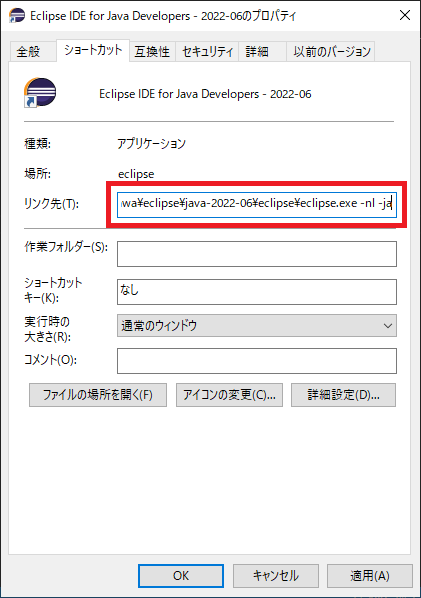 Eclipse IDE for Java Developers - 2022-06のプロパティ
全般 ショートカット 互換性 セキュリティ 詳細 以前のバージョン
Eclipse IDE for Java Developers - 2022-06
種類: アプリケーション
場所: eclipse
リンク先(T): wa¥eclipse¥java-2022-06¥eclipse¥eclipse.exe -nl -ja
作業フォルダー(S):
ショートカット
キー(K): なし
実行時の
大きさ(R): 通常のウィンドウ
コメント(O):
ファイルの場所を開く(F) アイコンの変更(C)... 詳細設定(D)...
OK キャンセル 適用(A)